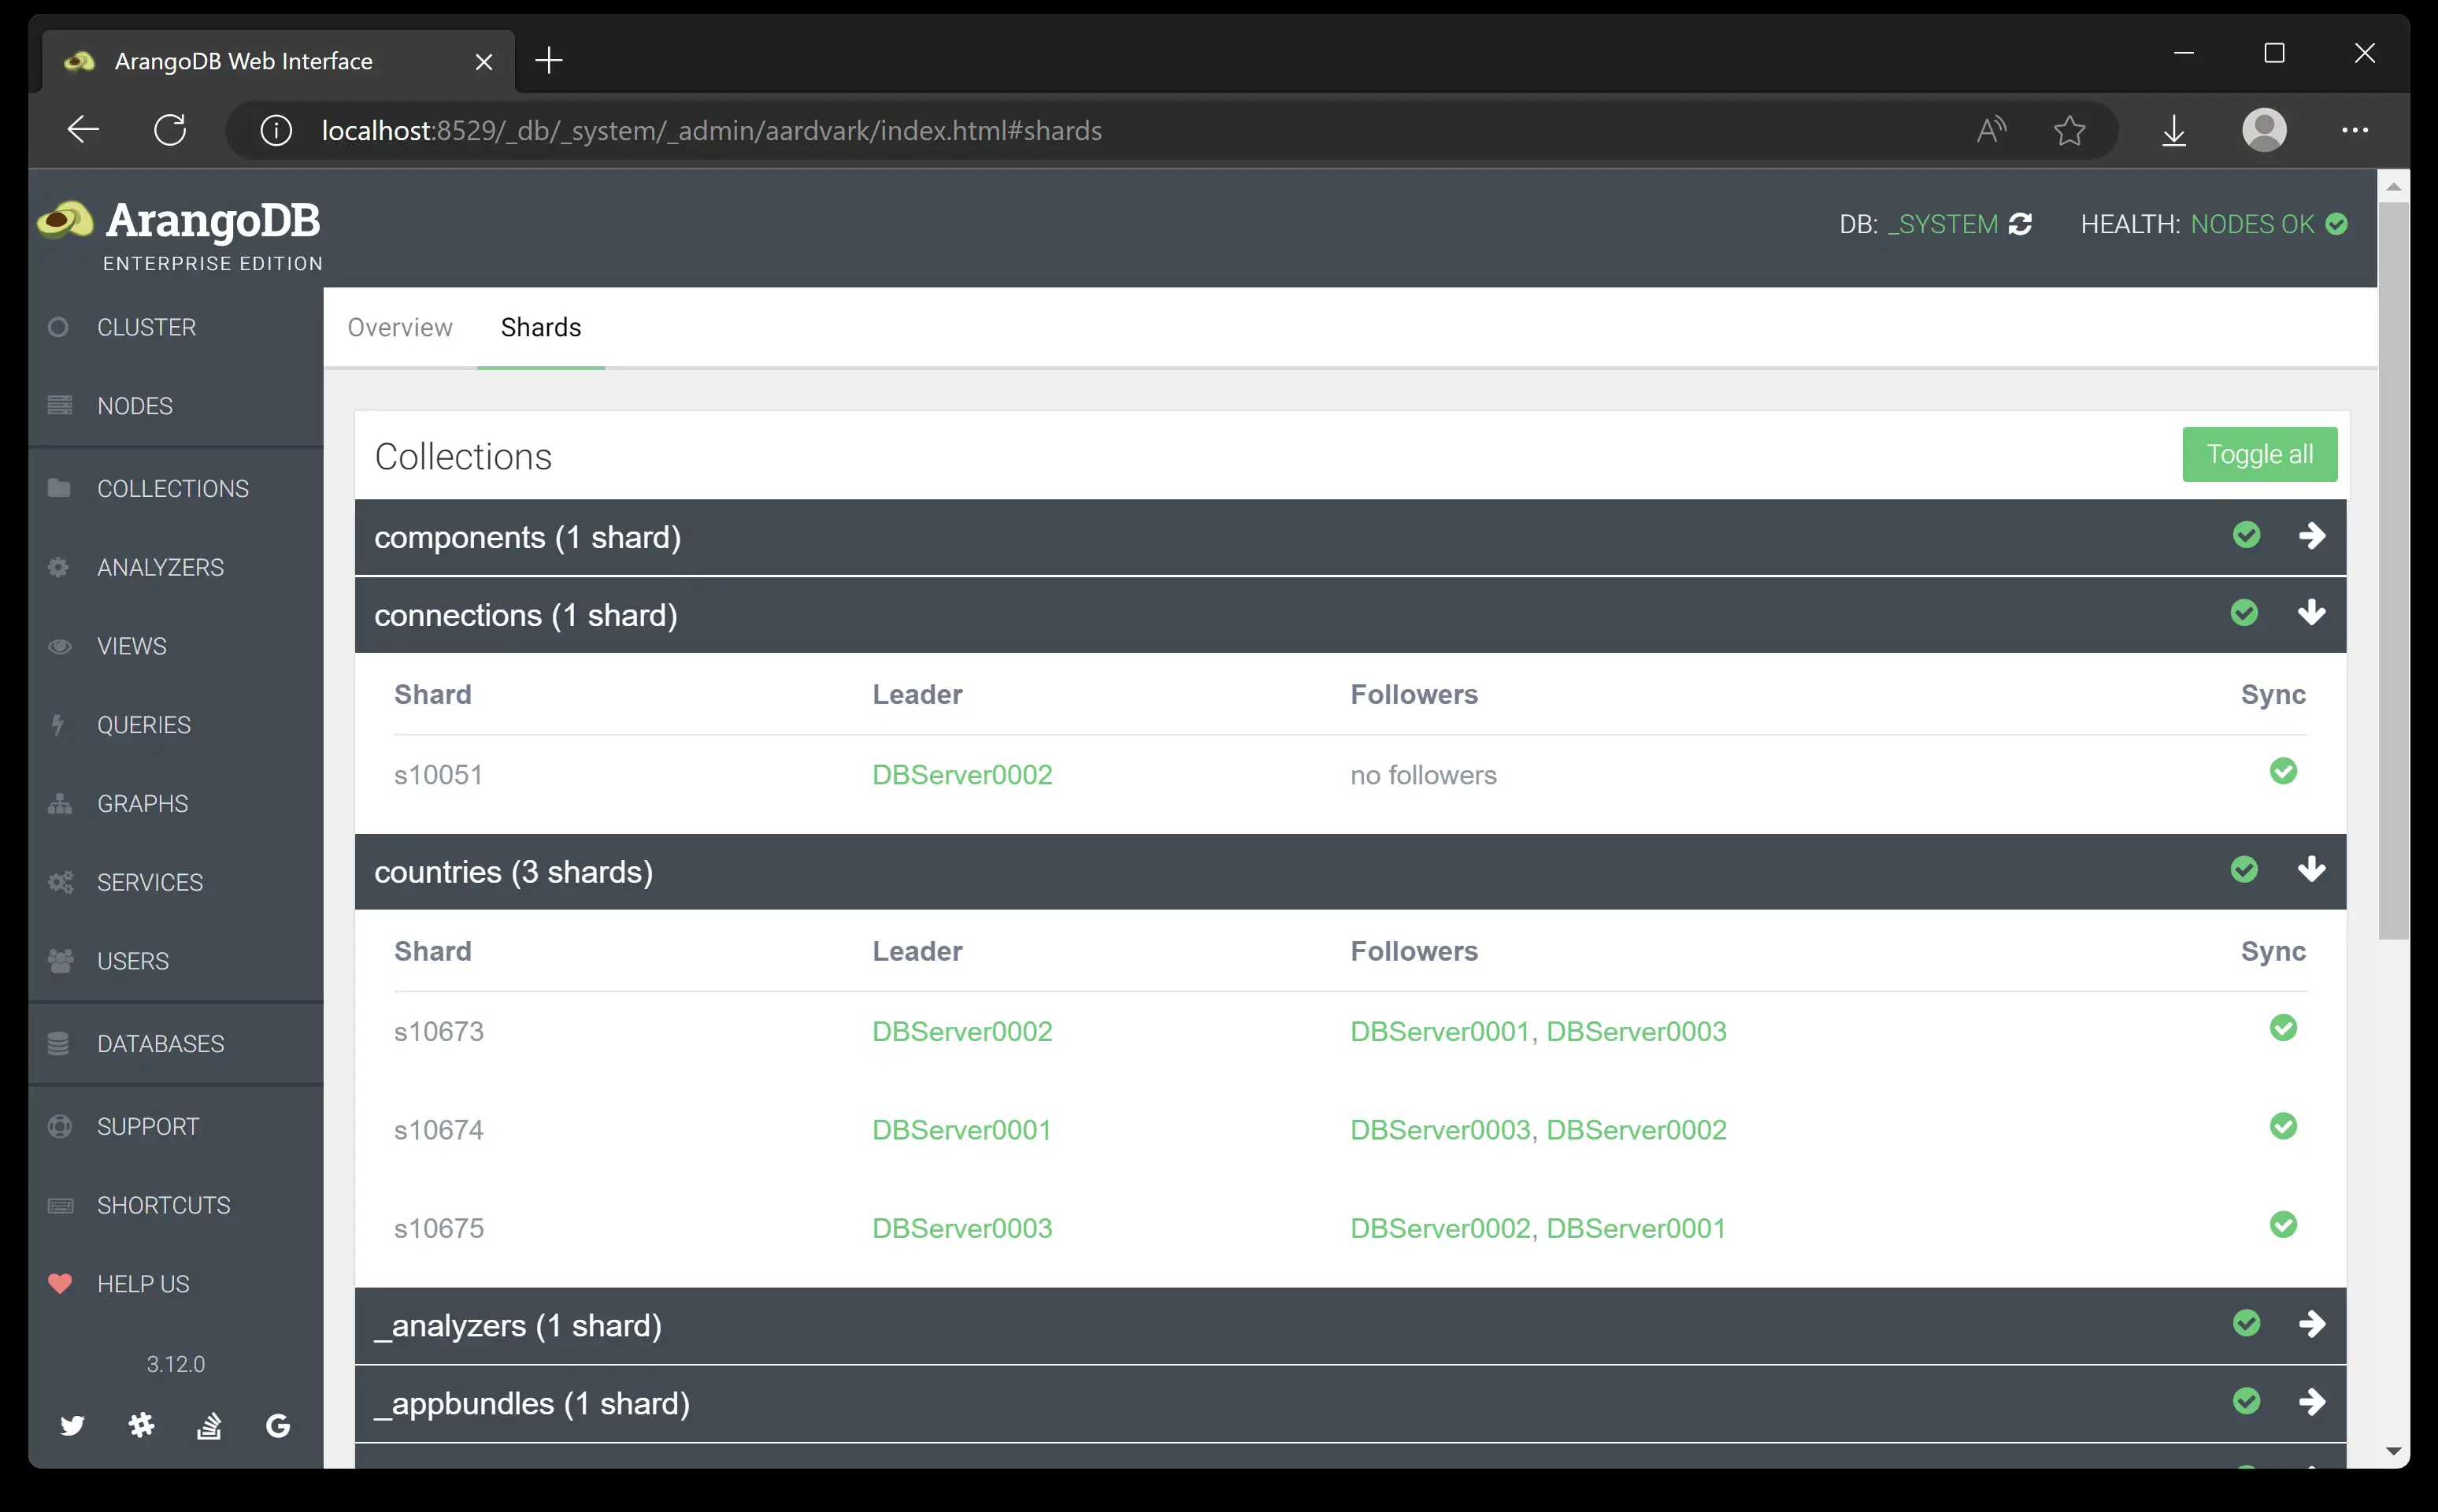 ArangoDB Web Interface
localhost:8529/_db/_system/_admin/aardvark/index.html#shards
ArangoDB
ENTERPRISE EDITION
DB: _SYSTEM HEALTH: NODES OK
CLUSTER
NODES
COLLECTIONS
ANALYZERS
VIEWS
QUERIES
GRAPHS
SERVICES
USERS
DATABASES
SUPPORT
SHORTCUTS
HELP US
3.12.0
Overview Shards
Collections Toggle all
components (1 shard)
connections (1 shard)
Shard Leader Followers Sync
s10051 DBServer0002 no followers
countries (3 shards)
Shard Leader Followers Sync
s10673 DBServer0002 DBServer0001, DBServer0003
s10674 DBServer0001 DBServer0003, DBServer0002
s10675 DBServer0003 DBServer0002, DBServer0001
_analyzers (1 shard)
_appbundles (1 shard)